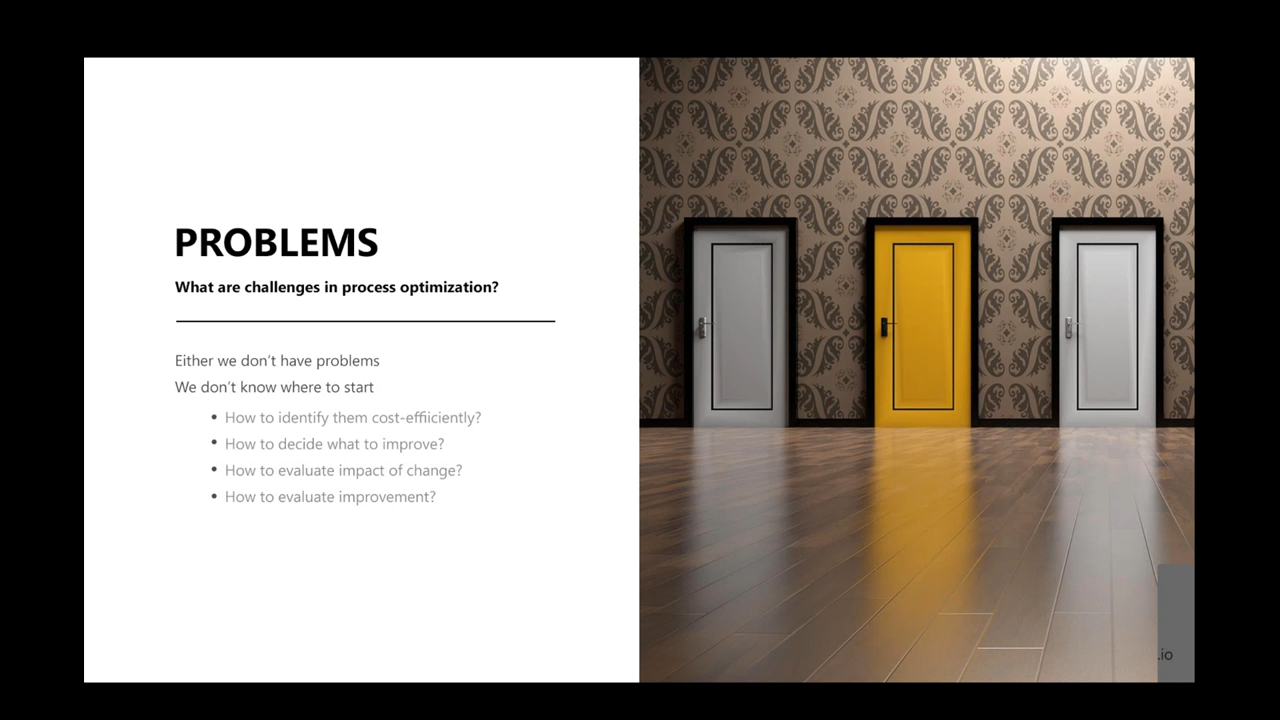 PROBLEMS
What are challenges in process optimization?
Either we don't have problems
We don't know where to start
• How to identify them cost-efficiently?
• How to decide what to improve?
• How to evaluate impact of change?
• How to evaluate improvement?
.io